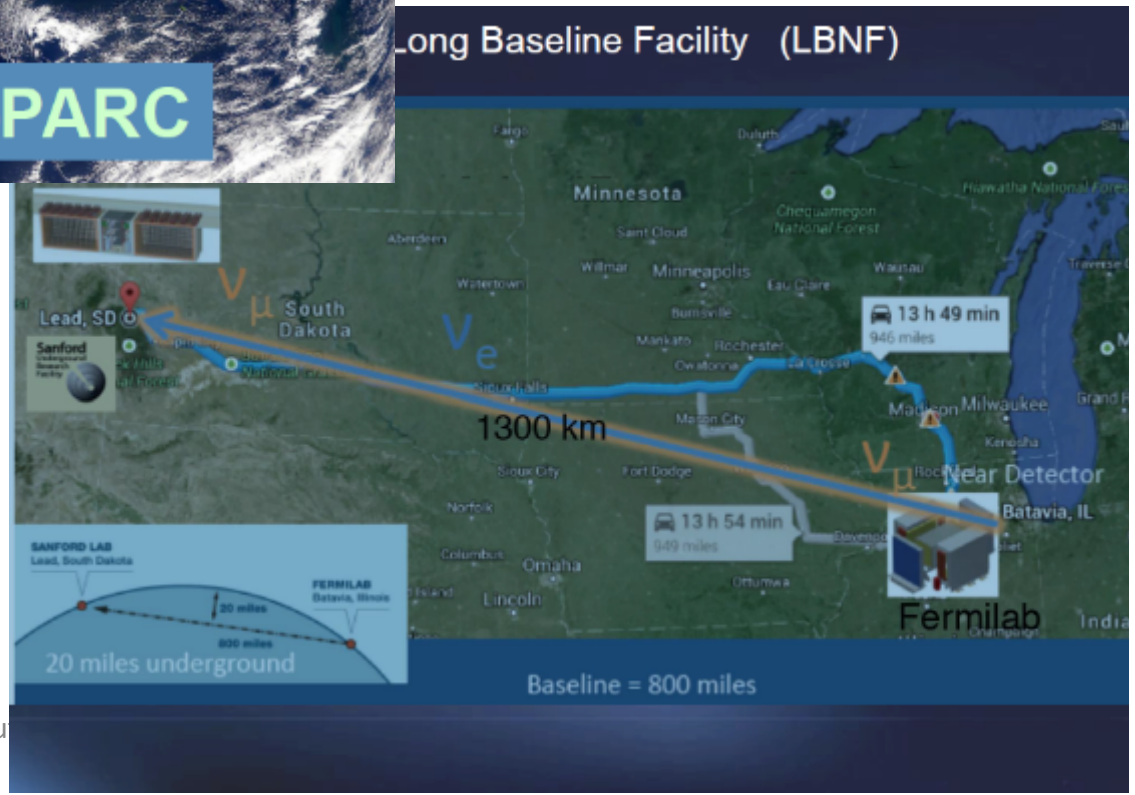 Long Baseline Facility (LBNF)
PARC
Fargo
Duluth
Minnesota
Hiawatha National Forest
Chequamegon
National Forest
Aberdeen
Saint Cloud
Willmar
Minneapolis
Wausau
Traverse
Watertown
Eau Claire
ν μ
South
Dakota
Lead, SD
Burnsville
13 h 49 min
946 miles
ν e
Mankato
Rochester
Owatonna
La Crosse
Sanford
Underground
Research
Facility
Sioux Falls
1300 km
Mason City
Madison
Milwaukee
Grand
Kenosha
ν μ
Near Detector
Sioux City
Fort Dodge
Norfolk
13 h 54 min
949 miles
Batavia, IL
SANFORD LAB
Lead, South Dakota
Columbus
Omaha
FERMILAB
Batavia, Illinois
Island
Lincoln
Ottumwa
20 miles
Fermilab
800 miles
India
20 miles underground
Baseline = 800 miles